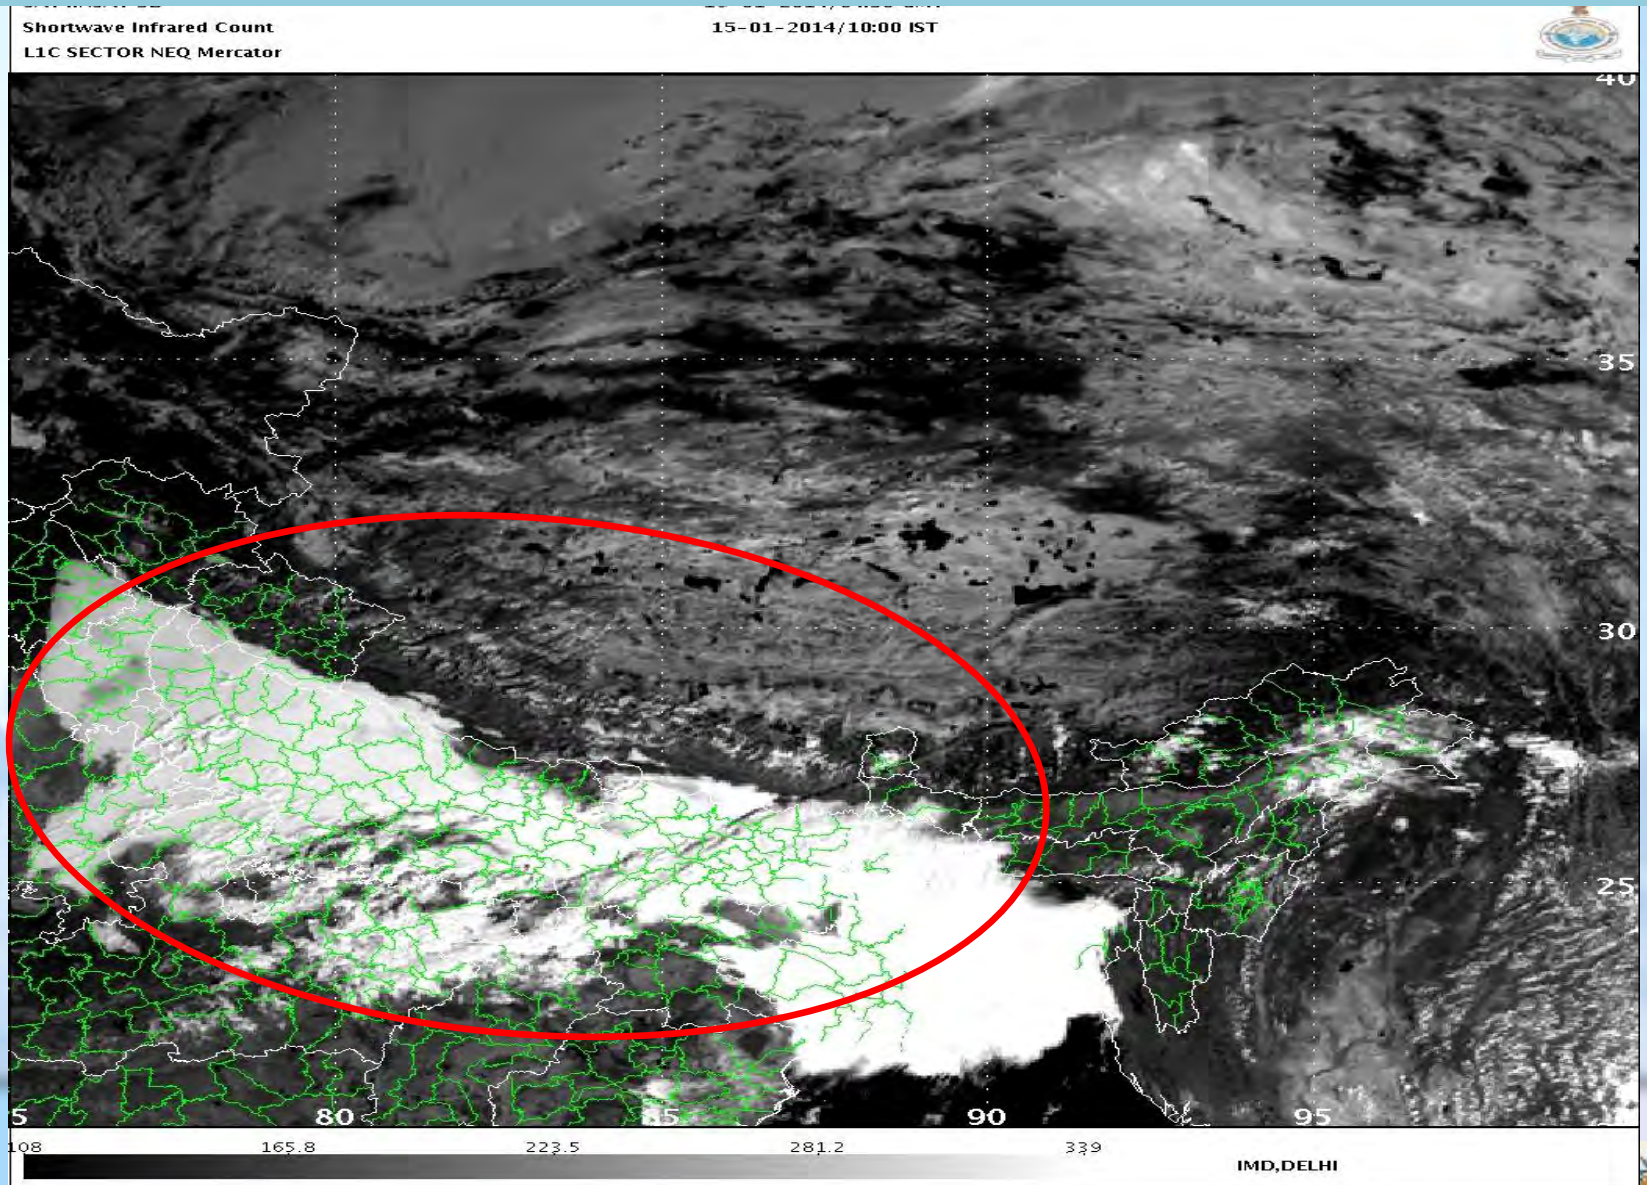 Shortwave Infrared Count
15-01-2014/10:00 IST
L1C SECTOR NEQ Mercator
40
35
30
25
5 80 85 90 95
108 165.8 223.5 281.2 339
IMD,DELHI